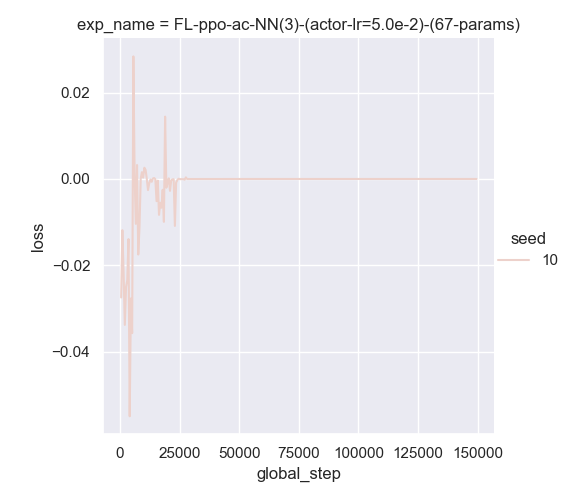 exp_name = FL-ppo-ac-NN(3)-(actor-lr=5.0e-2)-(67-params)
0.02
0.00
−0.02
−0.04
loss
seed
10
0 25000 50000 75000 100000 125000 150000
global_step